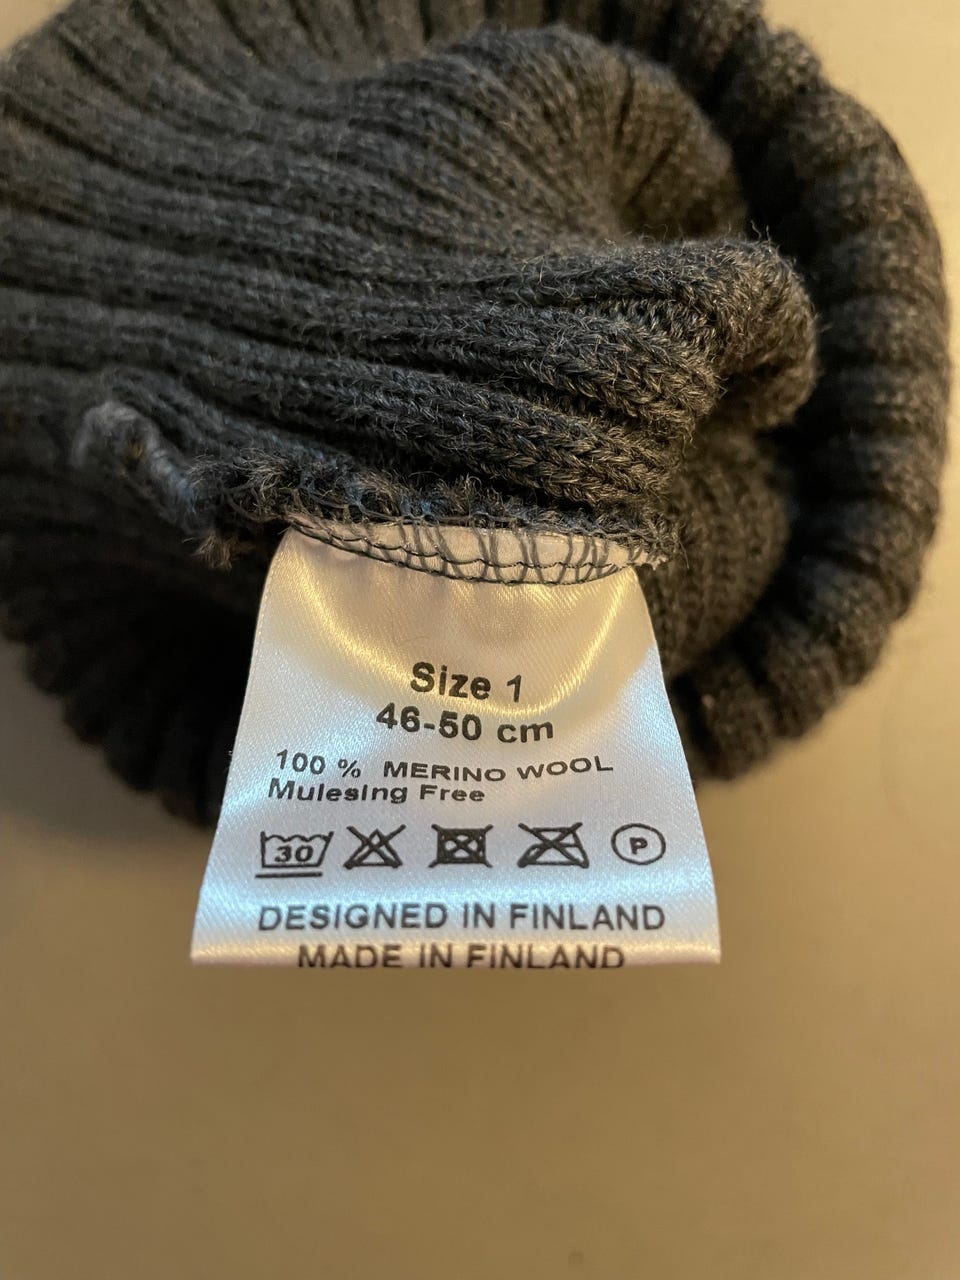 Size 1
46-50 cm
100 % MERINO WOOL
Mulesing Free
30 P
DESIGNED IN FINLAND
MADE IN FINLAND